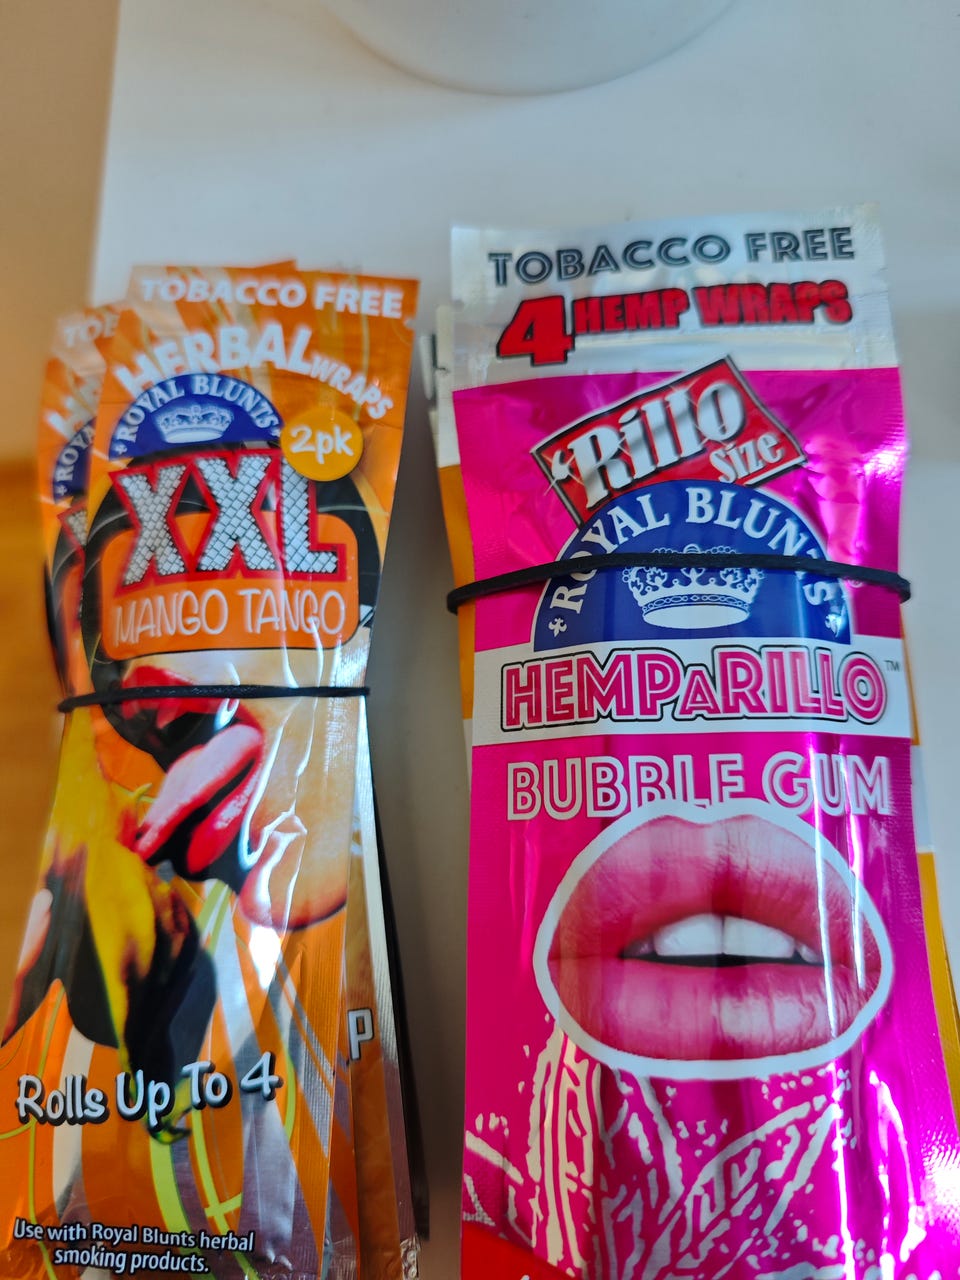 TOBACCO FREE
HERBAL WRAPS
ROYAL BLUNTS
2pk
XXL
MANGO TANGO
Rolls Up To 4
Use with Royal Blunts herbal
smoking products.
TOBACCO FREE
4 HEMP WRAPS
'Rillo
Size
ROYAL BLUNTS
HEMPaRILLO™
BUBBLE GUM